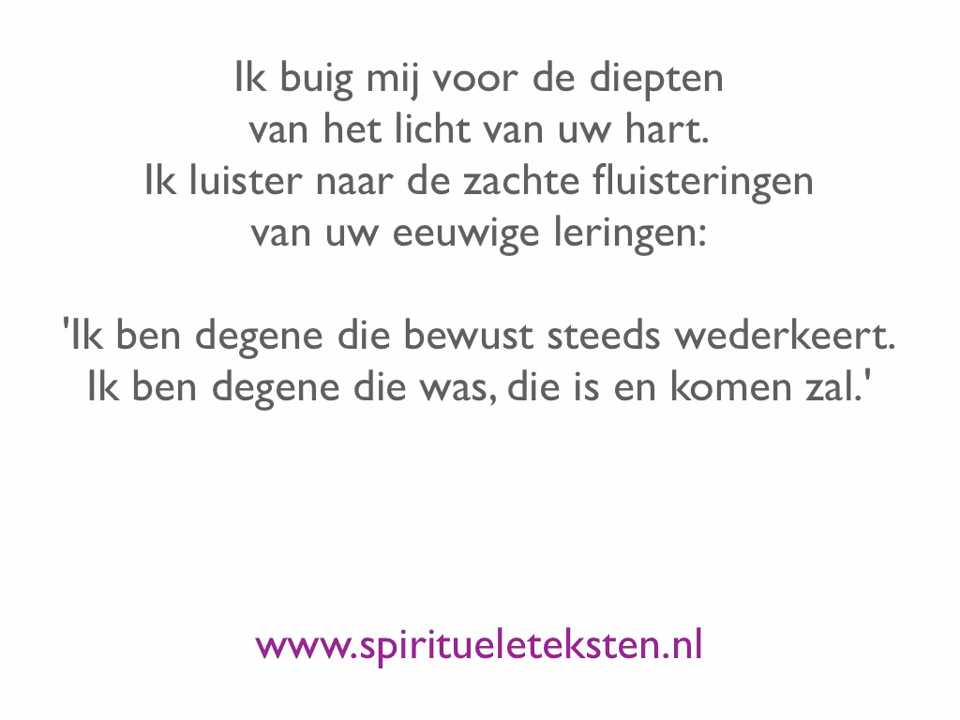 Ik buig mij voor de diepten
van het licht van uw hart.
Ik luister naar de zachte fluisteringen
van uw eeuwige leringen:
'Ik ben degene die bewust steeds wederkeert.
Ik ben degene die was, die is en komen zal.'
www.spiritueleteksten.nl